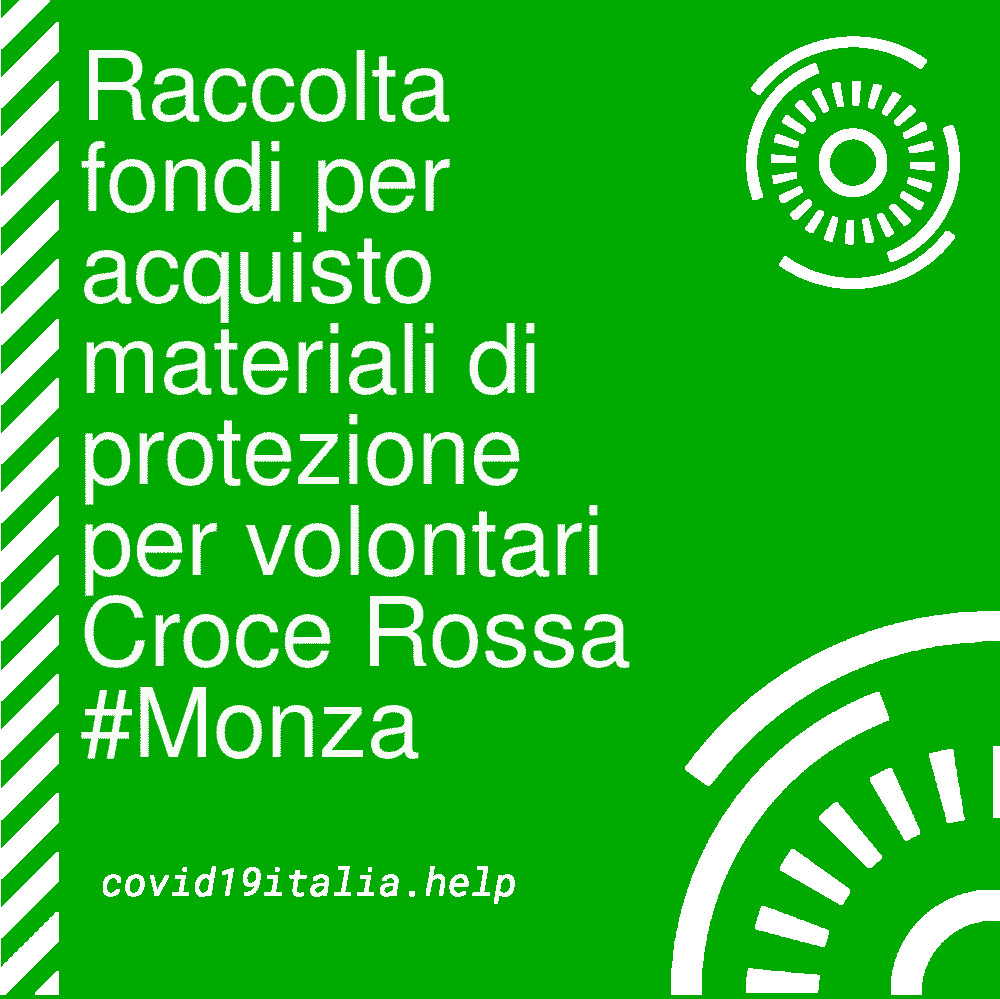 Raccolta
fondi per
acquisto
materiali di
protezione
per volontari
Croce Rossa
#Monza
covid19italia.help